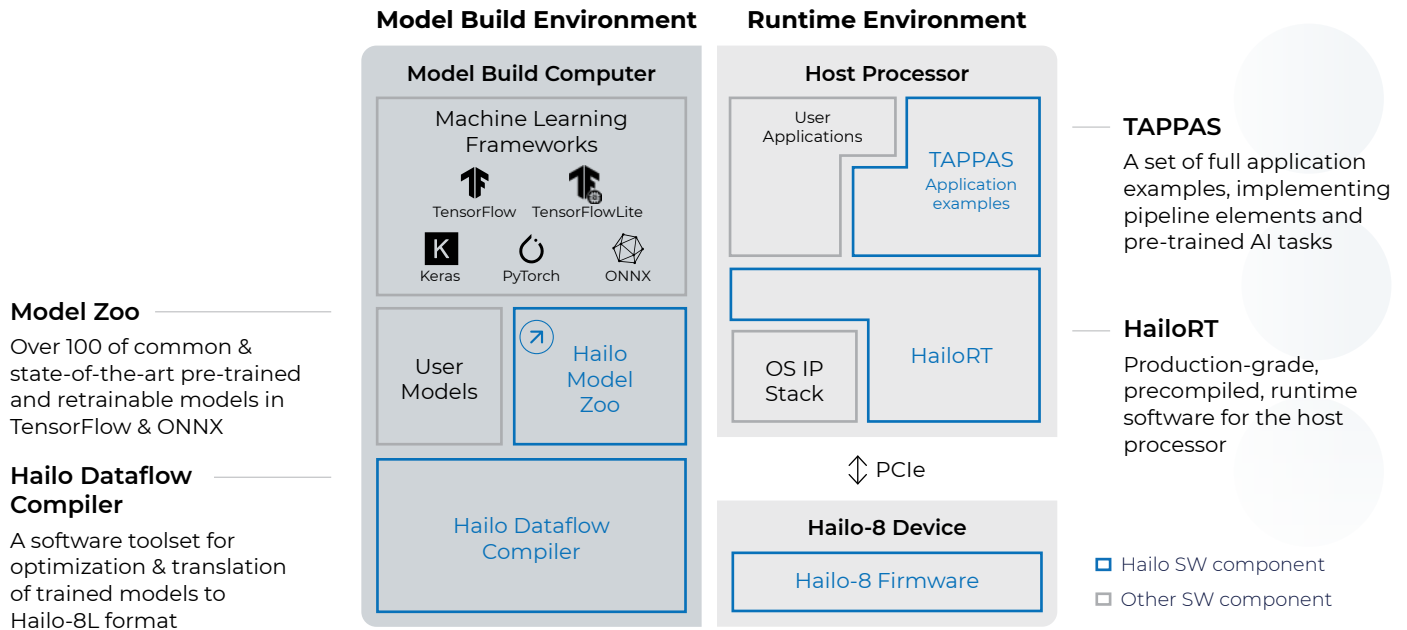 Model Build Environment
Runtime Environment
Model Build Computer
Machine Learning
Frameworks
TensorFlow
TensorFlowLite
K
Keras
PyTorch
ONNX
User
Models
Hailo
Model
Zoo
Hailo Dataflow
Compiler
Host Processor
User
Applications
TAPPAS
Application
examples
HailoRT
OS IP
Stack
PCIe
Hailo-8 Device
Hailo-8 Firmware
Model Zoo
Over 100 of common &
state-of-the-art pre-trained
and retrainable models in
TensorFlow & ONNX
Hailo Dataflow
Compiler
A software toolset for
optimization & translation
of trained models to
Hailo-8L format
TAPPAS
A set of full application
examples, implementing
pipeline elements and
pre-trained AI tasks
HailoRT
Production-grade,
precompiled, runtime
software for the host
processor
Hailo SW component
Other SW component